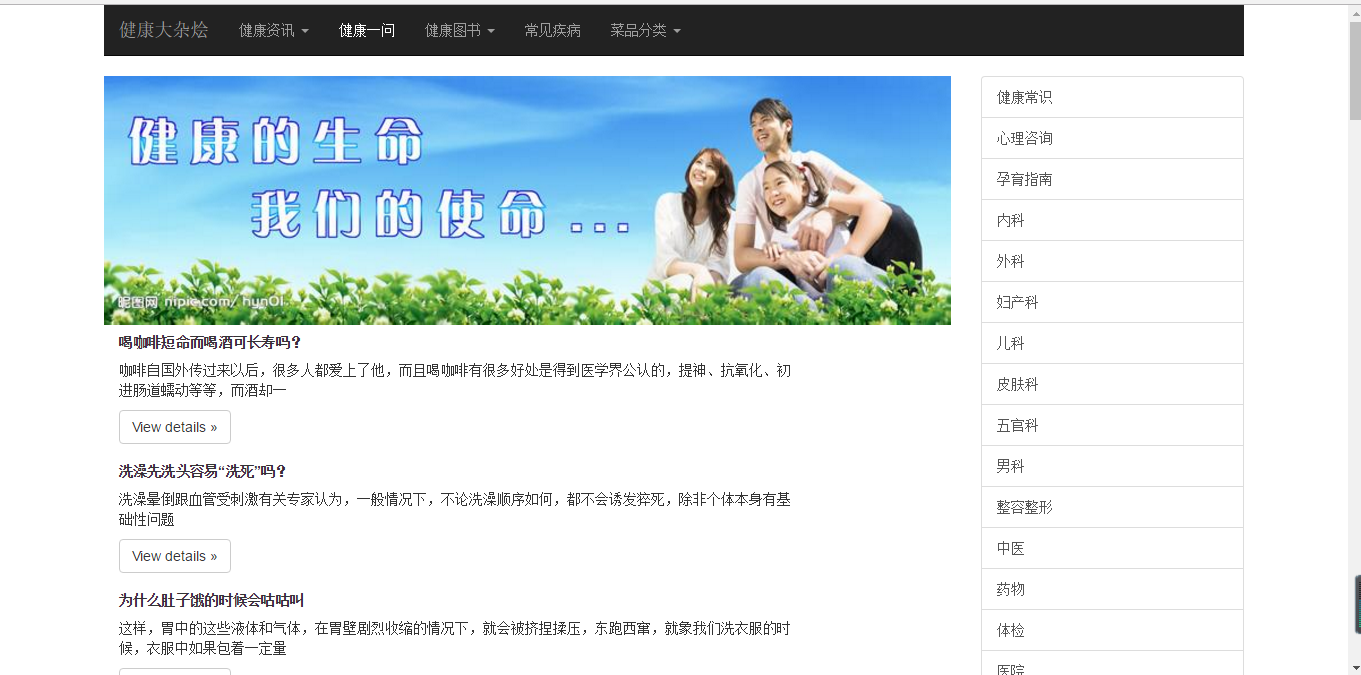 健康大杂烩 健康资讯 健康一问 健康图书 常见疾病 菜品分类
健康的生命
我们的使命...
昵图网 nipic.com/hyn01
喝咖啡短命而喝酒可长寿吗？
咖啡自国外传过来以后，很多人都爱上了他，而且喝咖啡有很多好处是得到医学界公认的，提神、抗氧化、初
进肠道蠕动等等，而酒却一
View details »
洗澡先洗头容易“洗死”吗？
洗澡晕倒跟血管受刺激有关专家认为，一般情况下，不论洗澡顺序如何，都不会诱发猝死，除非个体本身有基
础性问题
View details »
为什么肚子饿的时候会咕咕叫
这样，胃中的这些液体和气体，在胃壁剧烈收缩的情况下，就会被挤捏揉压，东跑西窜，就象我们洗衣服的时
候，衣服中如果包着一定量
健康常识
心理咨询
孕育指南
内科
外科
妇产科
儿科
皮肤科
五官科
男科
整容整形
中医
药物
体检
医院